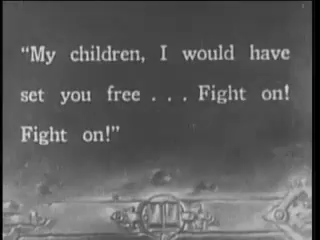 “My children, I would have
set you free . . . Fight on!
Fight on!”